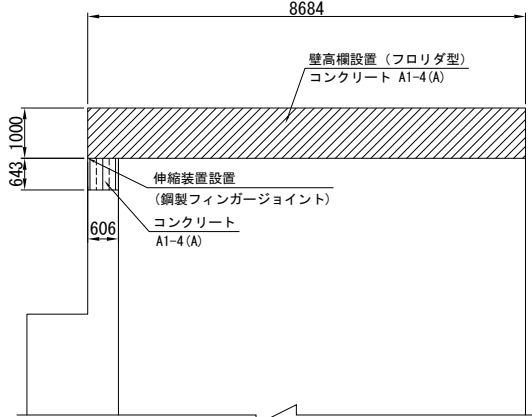 8684
壁高欄設置（フロリダ型）
コンクリート A1-4(A)
1000
643
伸縮装置設置
(鋼製フィンガージョイント)
606
コンクリート
A1-4(A)